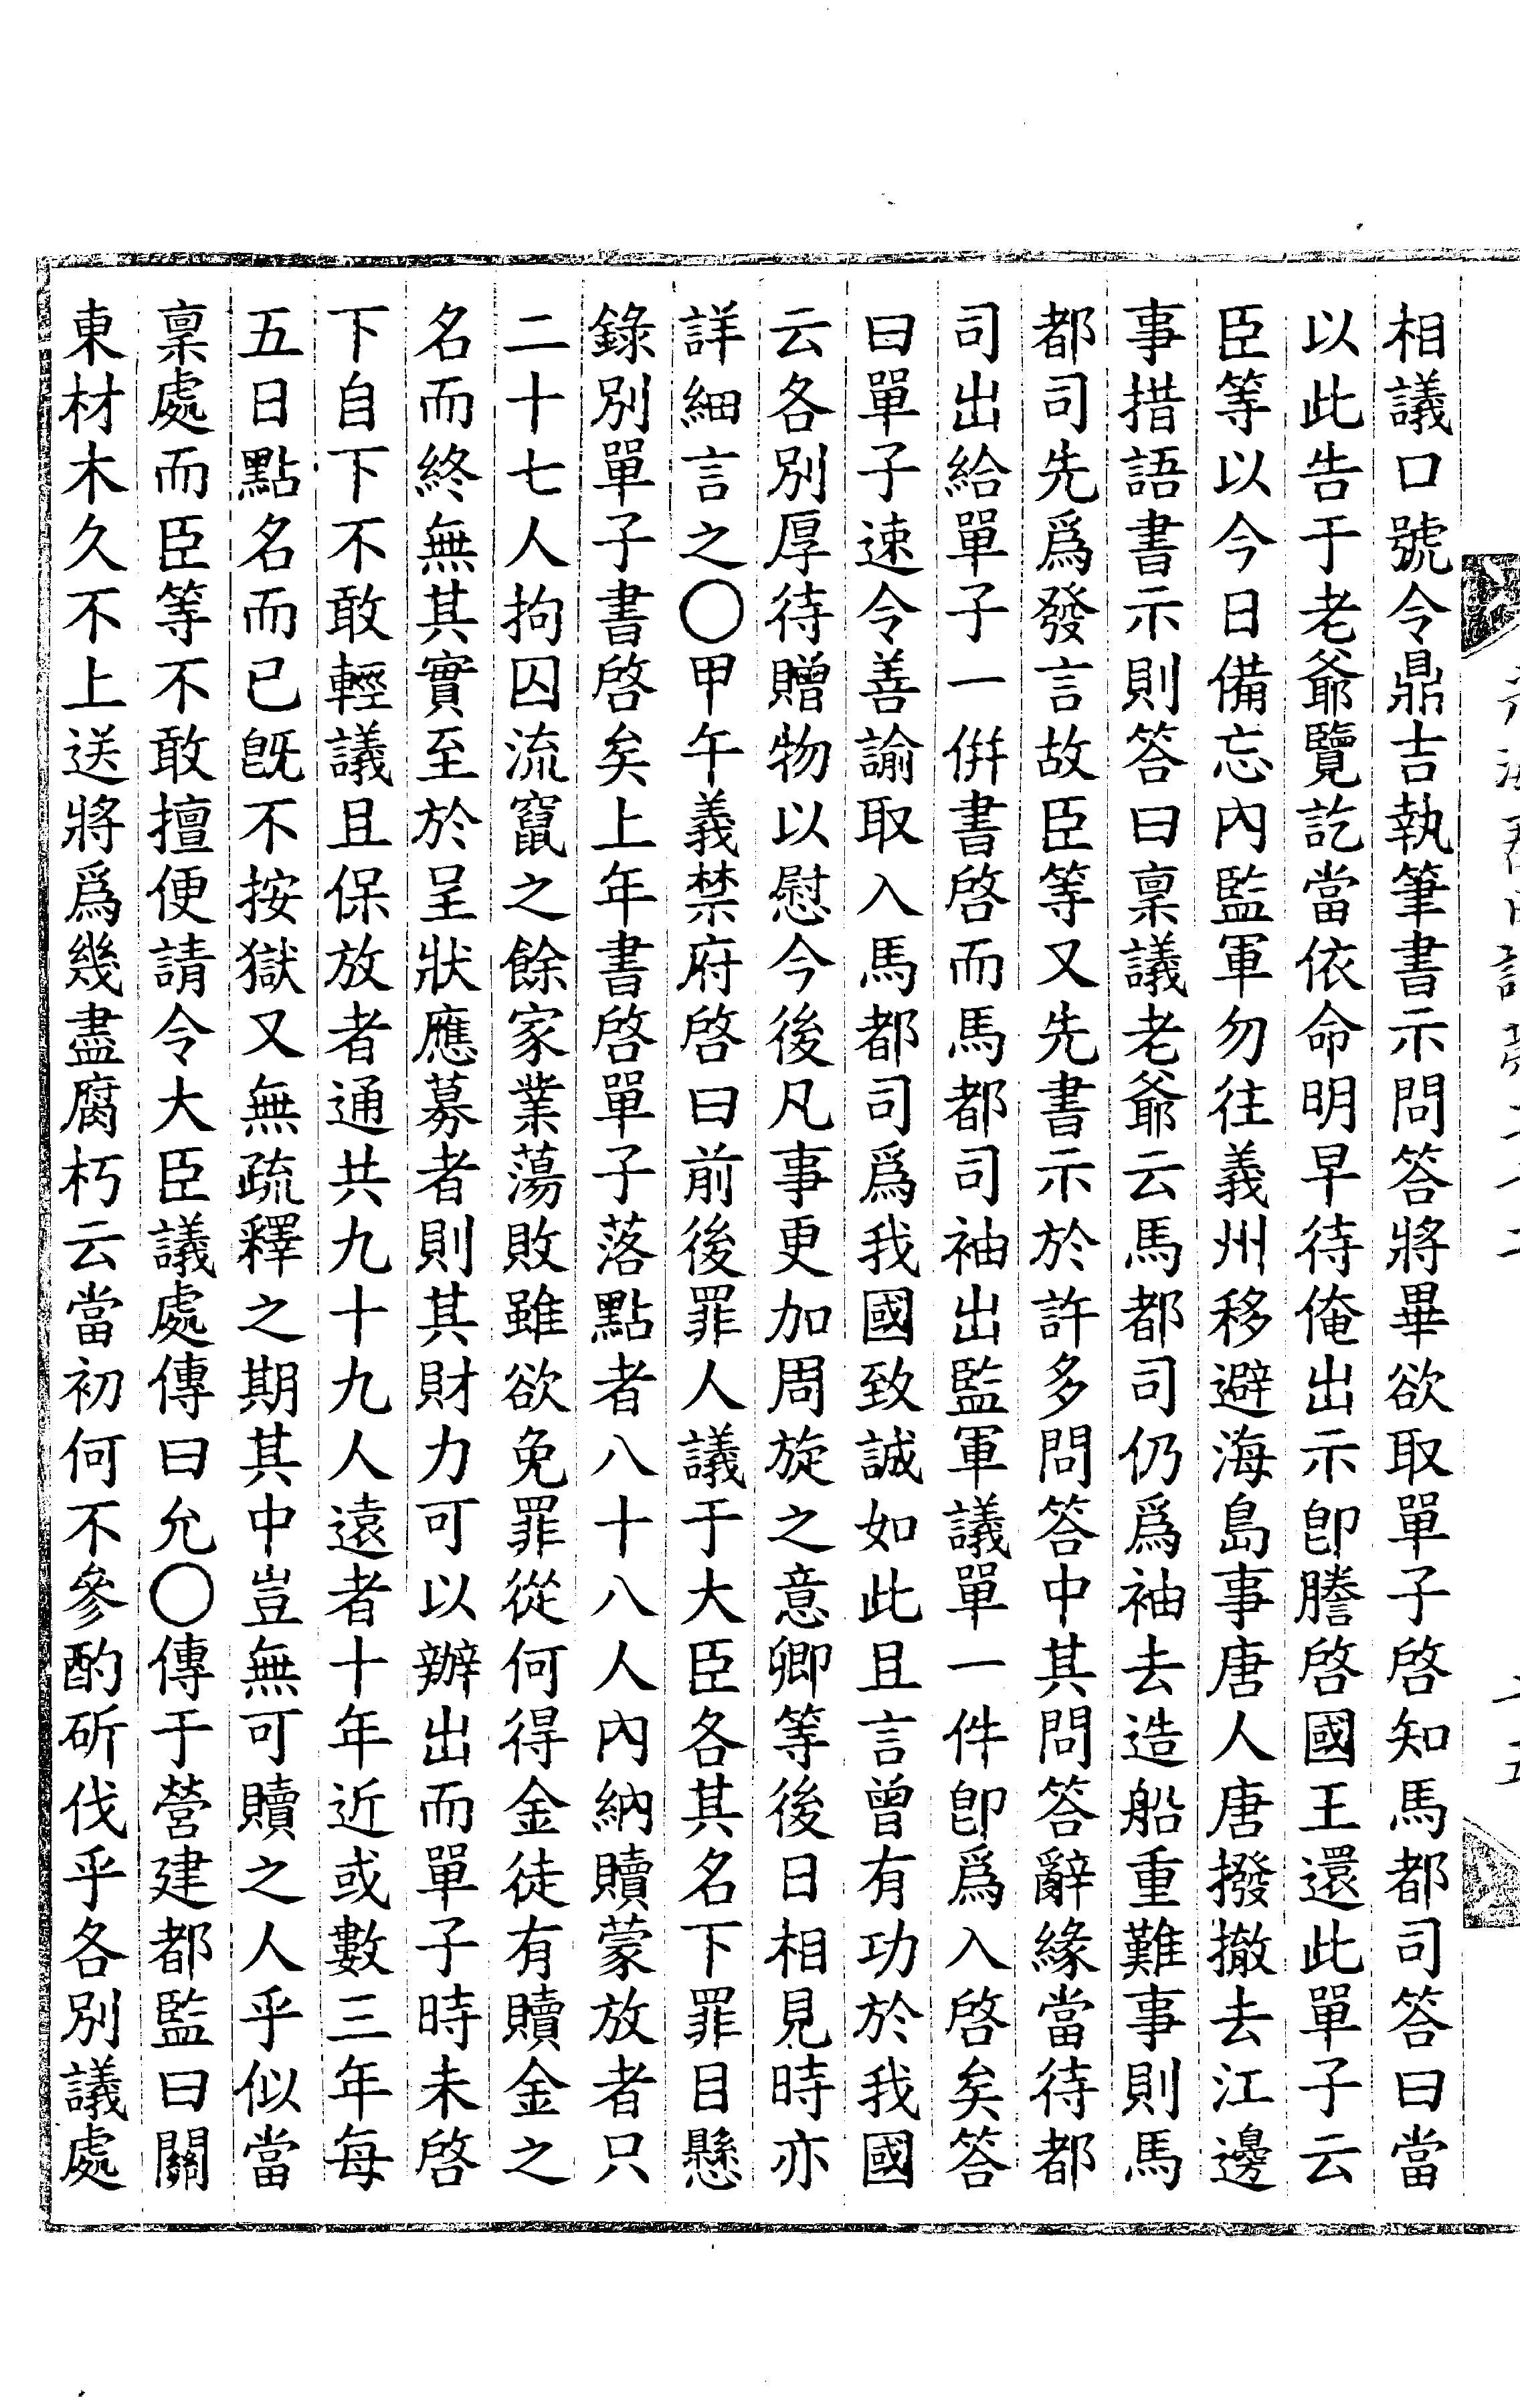 相議口號令鼎吉執筆書示問答將畢欲取單子啓知馬都司答曰當
以此告于老爺覽訖當依命明早待俺出示卽謄啓國王還此單子云
臣等以今日備忘內監軍勿往義州移避海島事唐人唐撥撤去江邊
事措語書示則答曰稟議老爺云馬都司仍爲袖去造船重難事則馬
都司先爲發言故臣等又先書示於許多問答中其問答辭緣當待都
司出給單子一倂書啓而馬都司袖出監軍議單一件卽爲入啓矣答
曰單子速令善諭取入馬都司爲我國致誠如此且言曾有功於我國
云各別厚待贈物以慰今後凡事更加周旋之意卿等後日相見時亦
詳細言之〇甲午義禁府啓曰前後罪人議于大臣各其名下罪目懸
錄別單子書啓矣上年書啓單子落點者八十八人內納贖蒙放者只
二十七人拘囚流竄之餘家業蕩敗雖欲免罪從何得金徒有贖金之
名而終無其實至於呈狀應募者則其財力可以辦出而單子時未啓
下自下不敢輕議且保放者通共九十九人遠者十年近或數三年每
五日點名而已旣不按獄又無疏釋之期其中豈無可贖之人乎似當
稟處而臣等不敢擅便請令大臣議處傳曰允〇傳于營建都監曰關
東材木久不上送將爲幾盡腐朽云當初何不參酌斫伐乎各別議處